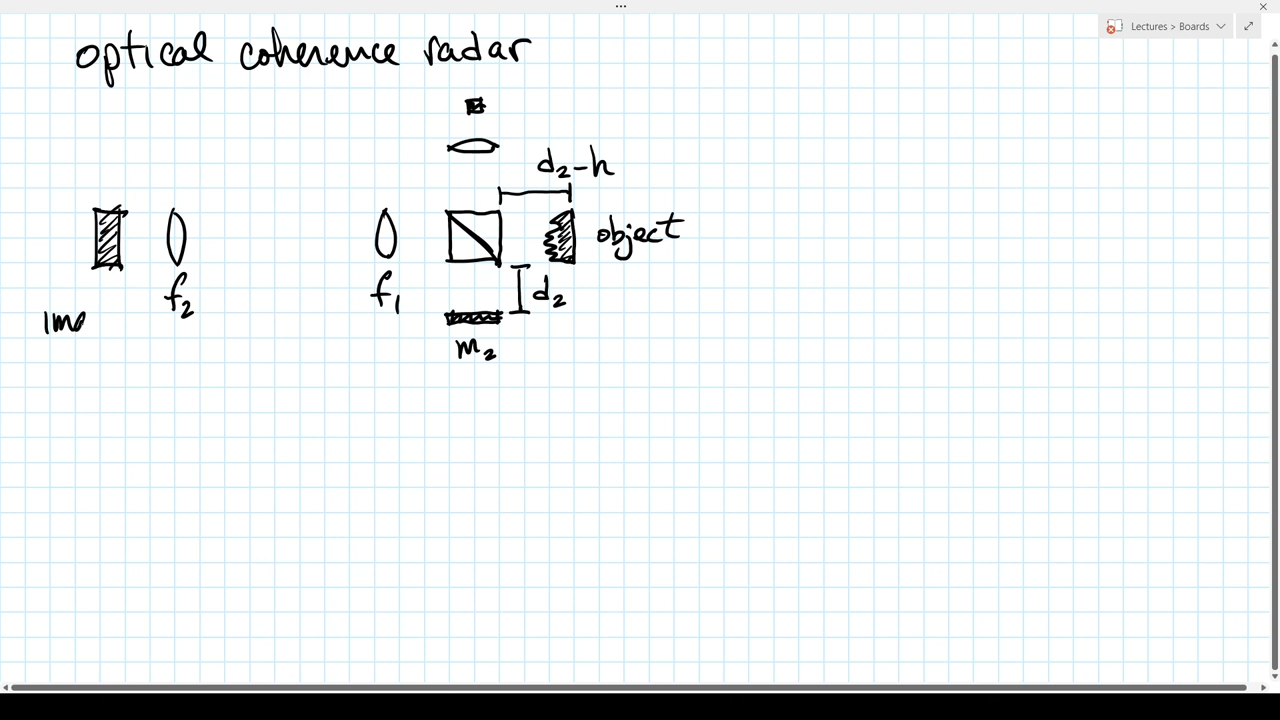 Lectures > Boards
optical coherence radar
d₂-h
object
f₂
f₁
d₂
ima
m₂